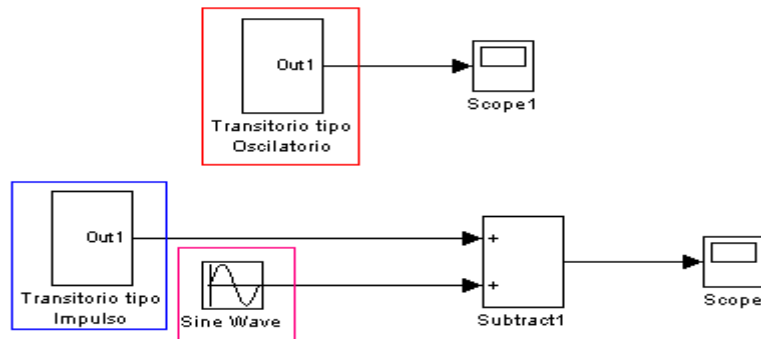 Out1
Scope1
Transitorio tipo
Oscilatorio
Out1
+
Transitorio tipo
Impulso
Sine Wave
+
Subtract1
Scope